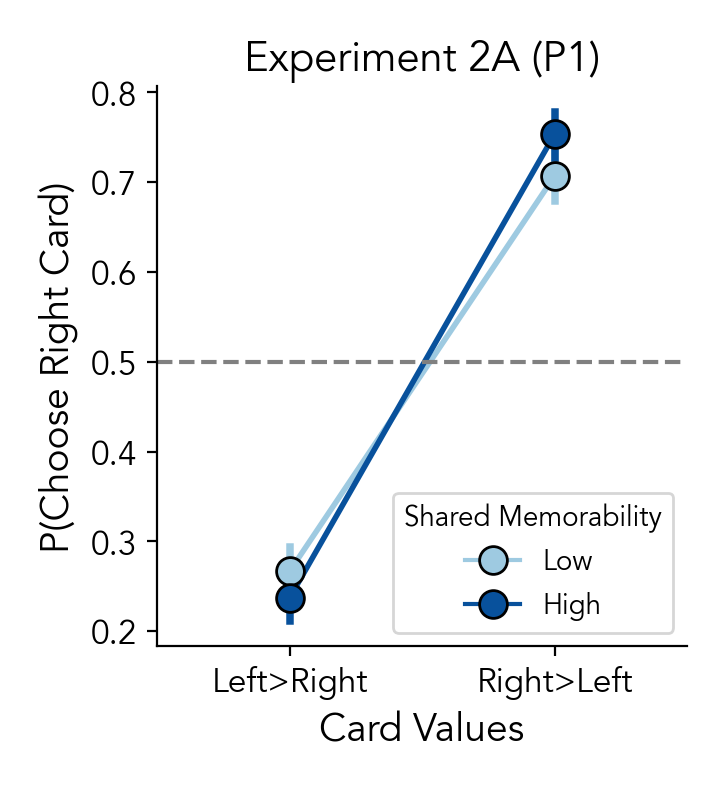 Experiment 2A (P1)
P(Choose Right Card)
0.8
0.7
0.6
0.5
0.4
0.3
0.2
Shared Memorability
Low
High
Left>Right
Right>Left
Card Values